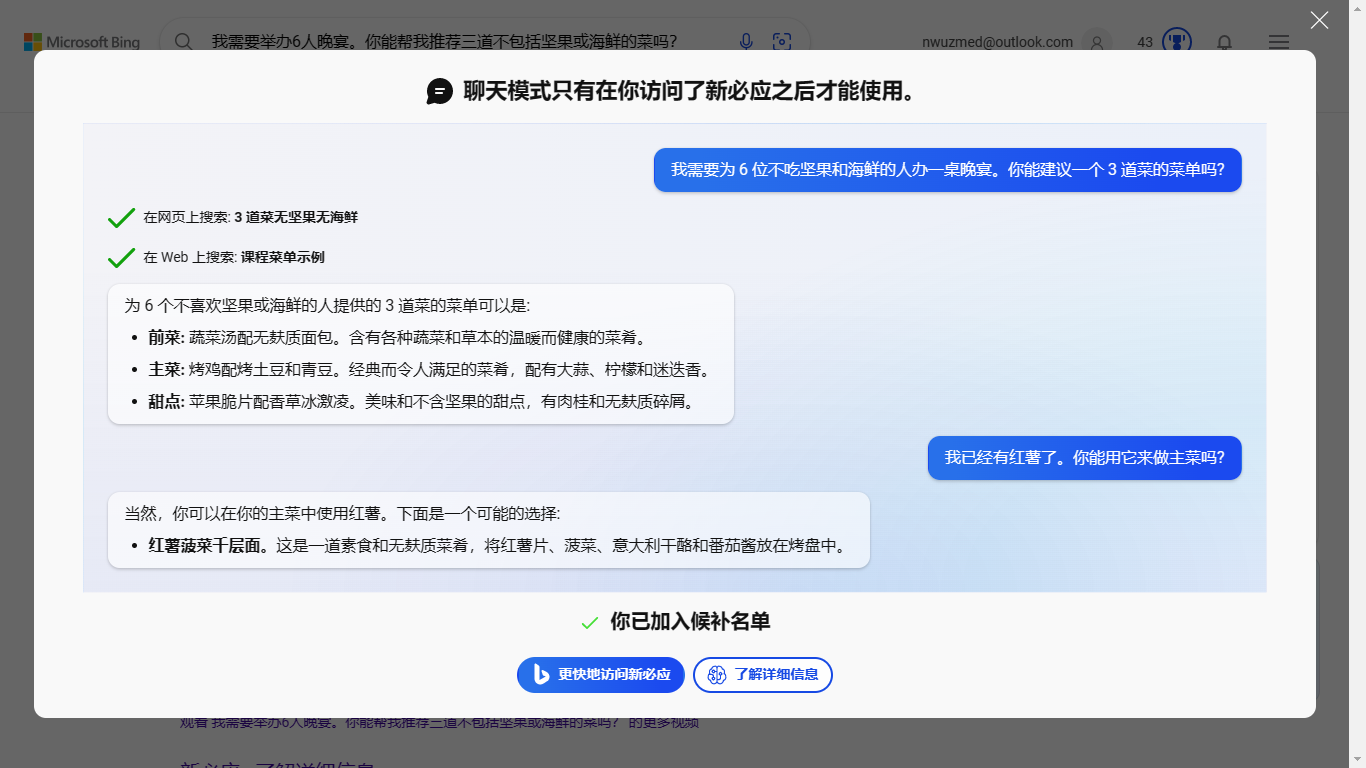 Microsoft Bing
我需要举办6人晚宴。你能帮我推荐三道不包括坚果或海鲜的菜吗?
nwuzmed@outlook.com
43
聊天模式只有在你访问了新必应之后才能使用。
我需要为 6 位不吃坚果和海鲜的人办一桌晚宴。你能建议一个 3 道菜的菜单吗?
在网页上搜索: 3 道菜无坚果无海鲜
在 Web 上搜索: 课程菜单示例
为 6 个不喜欢坚果或海鲜的人提供的 3 道菜的菜单可以是:
• 前菜: 蔬菜汤配无麸质面包。含有各种蔬菜和草本的温暖而健康的菜肴。
• 主菜: 烤鸡配烤土豆和青豆。经典而令人满足的菜肴，配有大蒜、柠檬和迷迭香。
• 甜点: 苹果脆片配香草冰激凌。美味和不含坚果的甜点，有肉桂和无麸质碎屑。
我已经有红薯了。你能用它来做主菜吗?
当然，你可以在你的主菜中使用红薯。下面是一个可能的选择:
• 红薯菠菜千层面。这是一道素食和无麸质菜肴，将红薯片、菠菜、意大利干酪和番茄酱放在烤盘中。
你已加入候补名单
更快地访问新必应
了解详细信息
观看 我需要举办6人晚宴。你能帮我推荐三道不包括坚果或海鲜的菜吗? 的更多视频